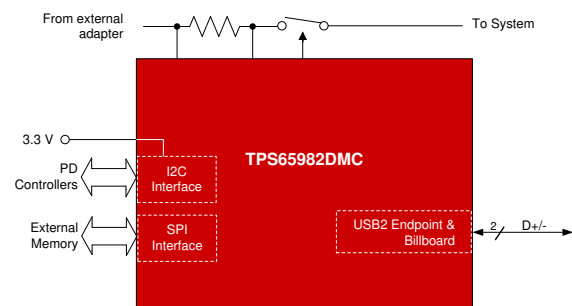 From external
adapter
To System
3.3 V
TPS65982DMC
PD
Controllers
I2C
Interface
External
Memory
SPI
Interface
USB2 Endpoint &
Billboard
2
D+/-